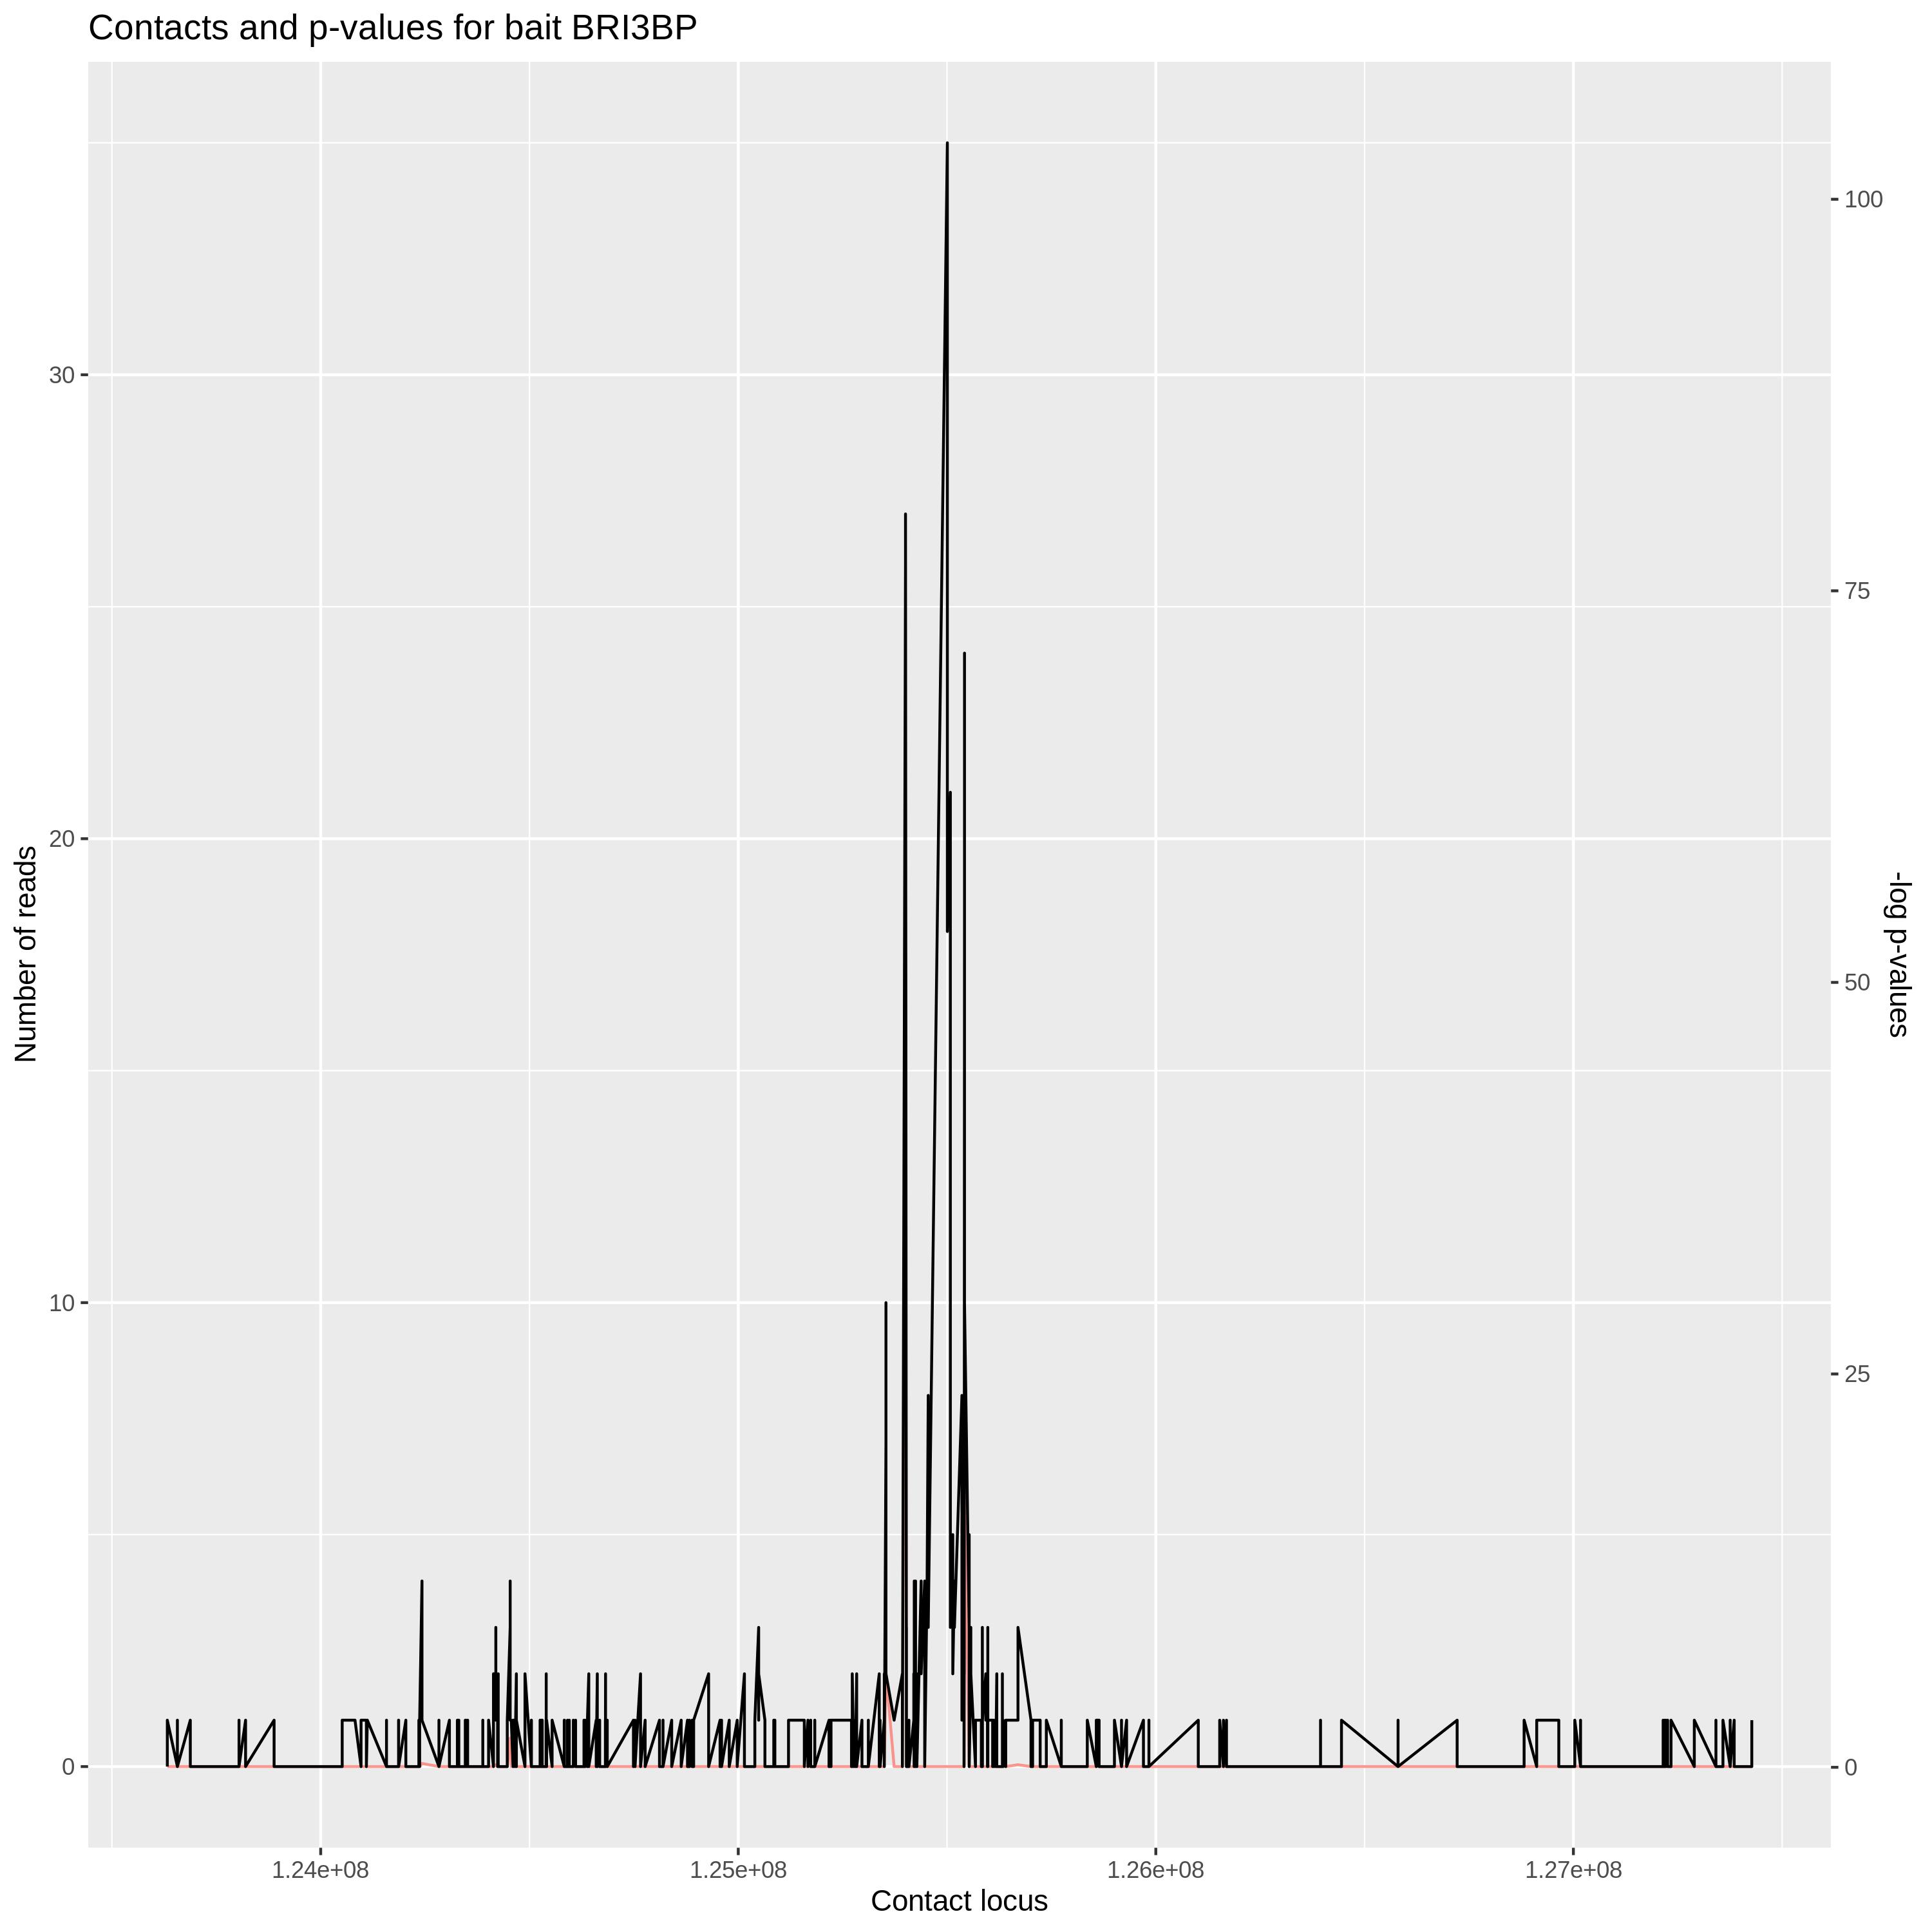 Contacts and p-values for bait BRI3BP
Number of reads
30
20
10
0
100
75
50
25
0
-log p-values
1.24e+08
1.25e+08
1.26e+08
1.27e+08
Contact locus